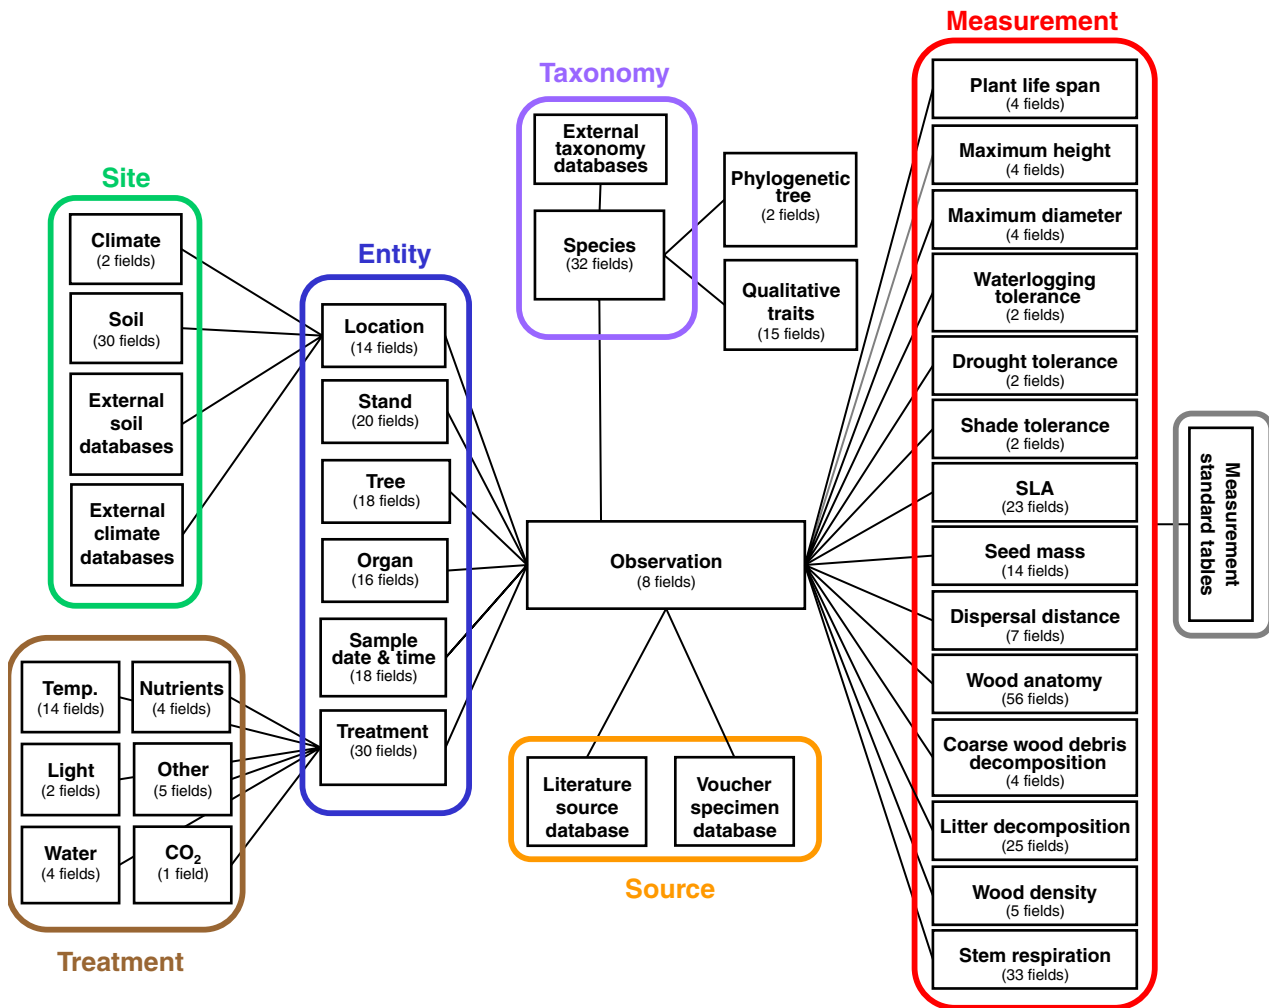 Site
Climate
(2 fields)
Soil
(30 fields)
External
soil
databases
External
climate
databases
Treatment
Temp.
(14 fields)
Nutrients
(4 fields)
Light
(2 fields)
Other
(5 fields)
Water
(4 fields)
CO₂
(1 field)
Entity
Location
(14 fields)
Stand
(20 fields)
Tree
(18 fields)
Organ
(16 fields)
Sample
date & time
(18 fields)
Treatment
(30 fields)
Taxonomy
External
taxonomy
databases
Species
(32 fields)
Phylogenetic
tree
(2 fields)
Qualitative
traits
(15 fields)
Observation
(8 fields)
Literature
source
database
Voucher
specimen
database
Source
Measurement
Plant life span
(4 fields)
Maximum height
(4 fields)
Maximum diameter
(4 fields)
Waterlogging
tolerance
(2 fields)
Drought tolerance
(2 fields)
Shade tolerance
(2 fields)
SLA
(23 fields)
Seed mass
(14 fields)
Dispersal distance
(7 fields)
Wood anatomy
(56 fields)
Coarse wood debris
decomposition
(4 fields)
Litter decomposition
(25 fields)
Wood density
(5 fields)
Stem respiration
(33 fields)
Measurement
standard tables